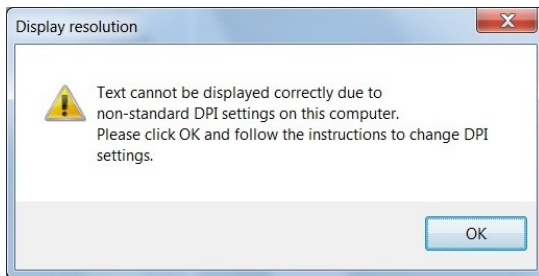 Display resolution
Text cannot be displayed correctly due to
non-standard DPI settings on this computer.
Please click OK and follow the instructions to change DPI
settings.
OK